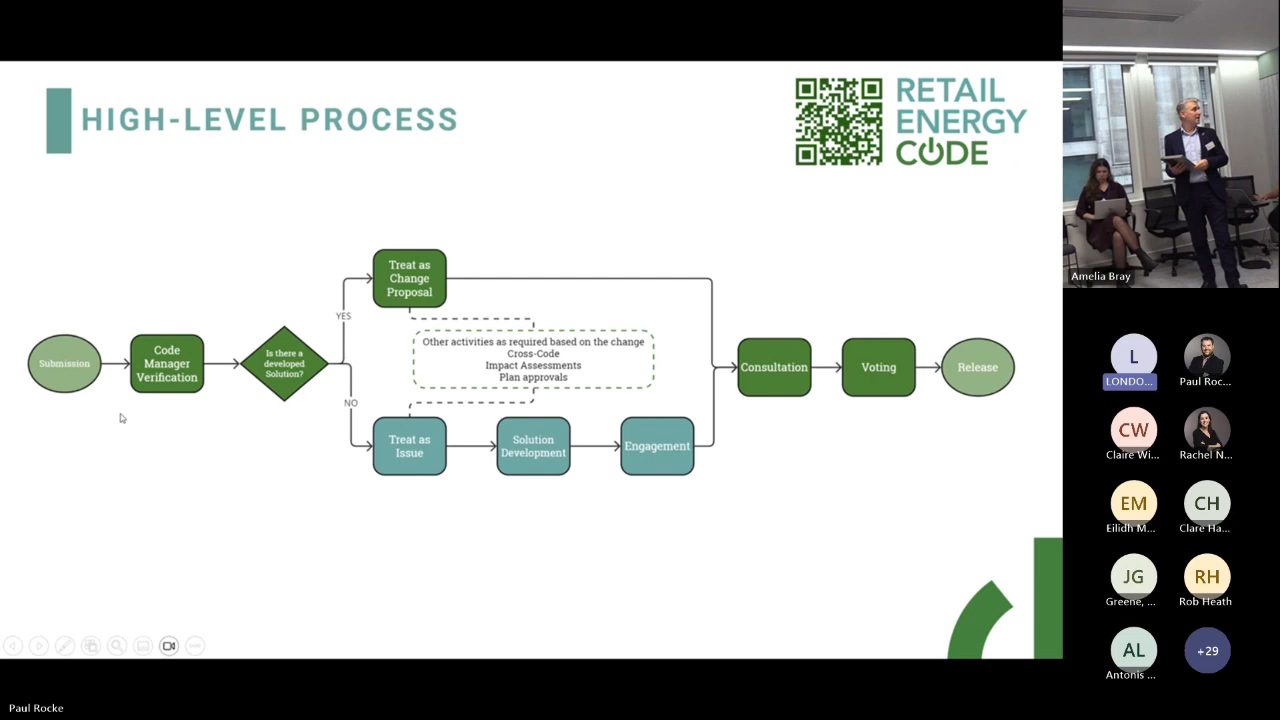 HIGH-LEVEL PROCESS
RETAIL
ENERGY
CODE
Submission
Code
Manager
Verification
Is there a
developed
Solution?
YES
NO
Treat as
Change
Proposal
Other activities as required based on the change
Cross-Code
Impact Assessments
Plan approvals
Treat as
Issue
Solution
Development
Engagement
Consultation
Voting
Release
Amelia Bray
L
LONDO...
Paul Roc...
CW
Claire Wi...
Rachel N...
EM
Eilidh M...
CH
Clare Ha...
JG
Greene, ...
RH
Rob Heath
AL
Antonis ...
+29
Paul Rocke